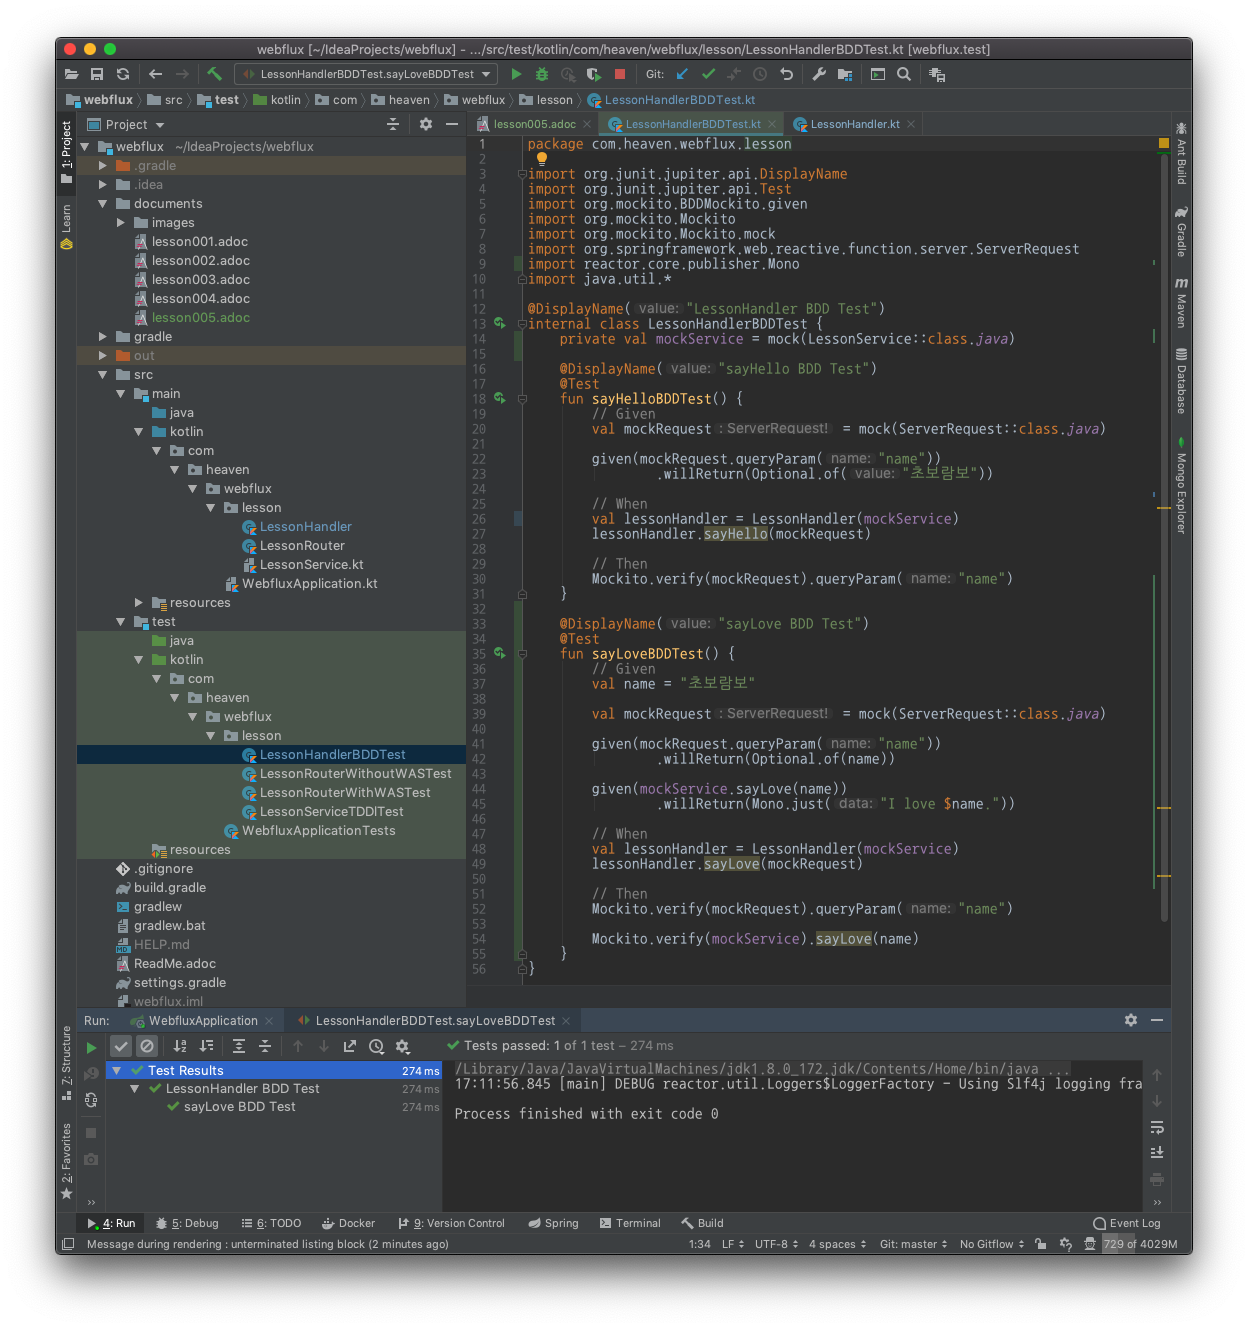 webflux [~/IdeaProjects/webflux] - .../src/test/kotlin/com/heaven/webflux/lesson/LessonHandlerBDDTest.kt [webflux.test]
LessonHandlerBDDTest.sayLoveBDDTest
Git:
webflux
src
test
kotlin
com
heaven
webflux
lesson
LessonHandlerBDDTest.kt
Project
lesson005.adoc
LessonHandlerBDDTest.kt
LessonHandler.kt
1: Project
Learn
Z: Structure
2: Favorites
webflux ~/IdeaProjects/webflux
.gradle
.idea
documents
images
lesson001.adoc
lesson002.adoc
lesson003.adoc
lesson004.adoc
lesson005.adoc
gradle
out
src
main
java
kotlin
com
heaven
webflux
lesson
LessonHandler
LessonRouter
LessonService.kt
WebfluxApplication.kt
resources
test
java
kotlin
com
heaven
webflux
lesson
LessonHandlerBDDTest
LessonRouterWithoutWASTest
LessonRouterWithWASTest
LessonServiceTDDITest
WebfluxApplicationTests
resources
.gitignore
build.gradle
gradlew
gradlew.bat
HELP.md
ReadMe.adoc
settings.gradle
webflux.iml
1 package com.heaven.webflux.lesson
2
3 import org.junit.jupiter.api.DisplayName
4 import org.junit.jupiter.api.Test
5 import org.mockito.BDDMockito.given
6 import org.mockito.Mockito
7 import org.mockito.Mockito.mock
8 import org.springframework.web.reactive.function.server.ServerRequest
9 import reactor.core.publisher.Mono
10 import java.util.*
11
12 @DisplayName( value: "LessonHandler BDD Test")
13 internal class LessonHandlerBDDTest {
14 private val mockService = mock(LessonService::class.java)
15
16 @DisplayName( value: "sayHello BDD Test")
17 @Test
18 fun sayHelloBDDTest() {
19 // Given
20 val mockRequest : ServerRequest! = mock(ServerRequest::class.java)
21
22 given(mockRequest.queryParam( name: "name"))
23 .willReturn(Optional.of( value: "초보람보"))
24
25 // When
26 val lessonHandler = LessonHandler(mockService)
27 lessonHandler.sayHello(mockRequest)
28
29 // Then
30 Mockito.verify(mockRequest).queryParam( name: "name")
31 }
32
33 @DisplayName( value: "sayLove BDD Test")
34 @Test
35 fun sayLoveBDDTest() {
36 // Given
37 val name = "초보람보"
38
39 val mockRequest : ServerRequest! = mock(ServerRequest::class.java)
40
41 given(mockRequest.queryParam( name: "name"))
42 .willReturn(Optional.of(name))
43
44 given(mockService.sayLove(name))
45 .willReturn(Mono.just( data: "I love $name."))
46
47 // When
48 val lessonHandler = LessonHandler(mockService)
49 lessonHandler.sayLove(mockRequest)
50
51 // Then
52 Mockito.verify(mockRequest).queryParam( name: "name")
53
54 Mockito.verify(mockService).sayLove(name)
55 }
56 }
Ant Build
Gradle
m Maven
Database
Mongo Explorer
Run:
WebfluxApplication
LessonHandlerBDDTest.sayLoveBDDTest
Tests passed: 1 of 1 test – 274 ms
Test Results 274 ms
LessonHandler BDD Test 274 ms
sayLove BDD Test 274 ms
/Library/Java/JavaVirtualMachines/jdk1.8.0_172.jdk/Contents/Home/bin/java ...
17:11:56.845 [main] DEBUG reactor.util.Loggers$LoggerFactory - Using Slf4j logging fra
Process finished with exit code 0
4: Run
5: Debug
6: TODO
Docker
9: Version Control
Spring
Terminal
Build
Event Log
Message during rendering : unterminated listing block (2 minutes ago)
1:34
LF
UTF-8
4 spaces
Git: master
No Gitflow
729 of 4029M